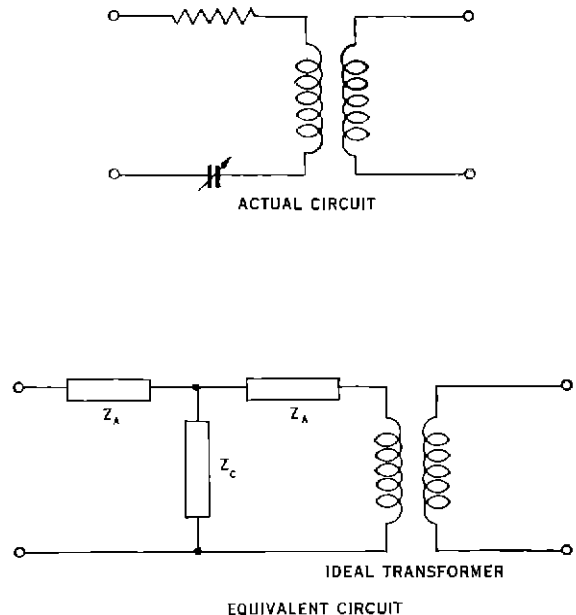 ACTUAL CIRCUIT
Z_A
Z_A
Z_C
IDEAL TRANSFORMER
EQUIVALENT CIRCUIT